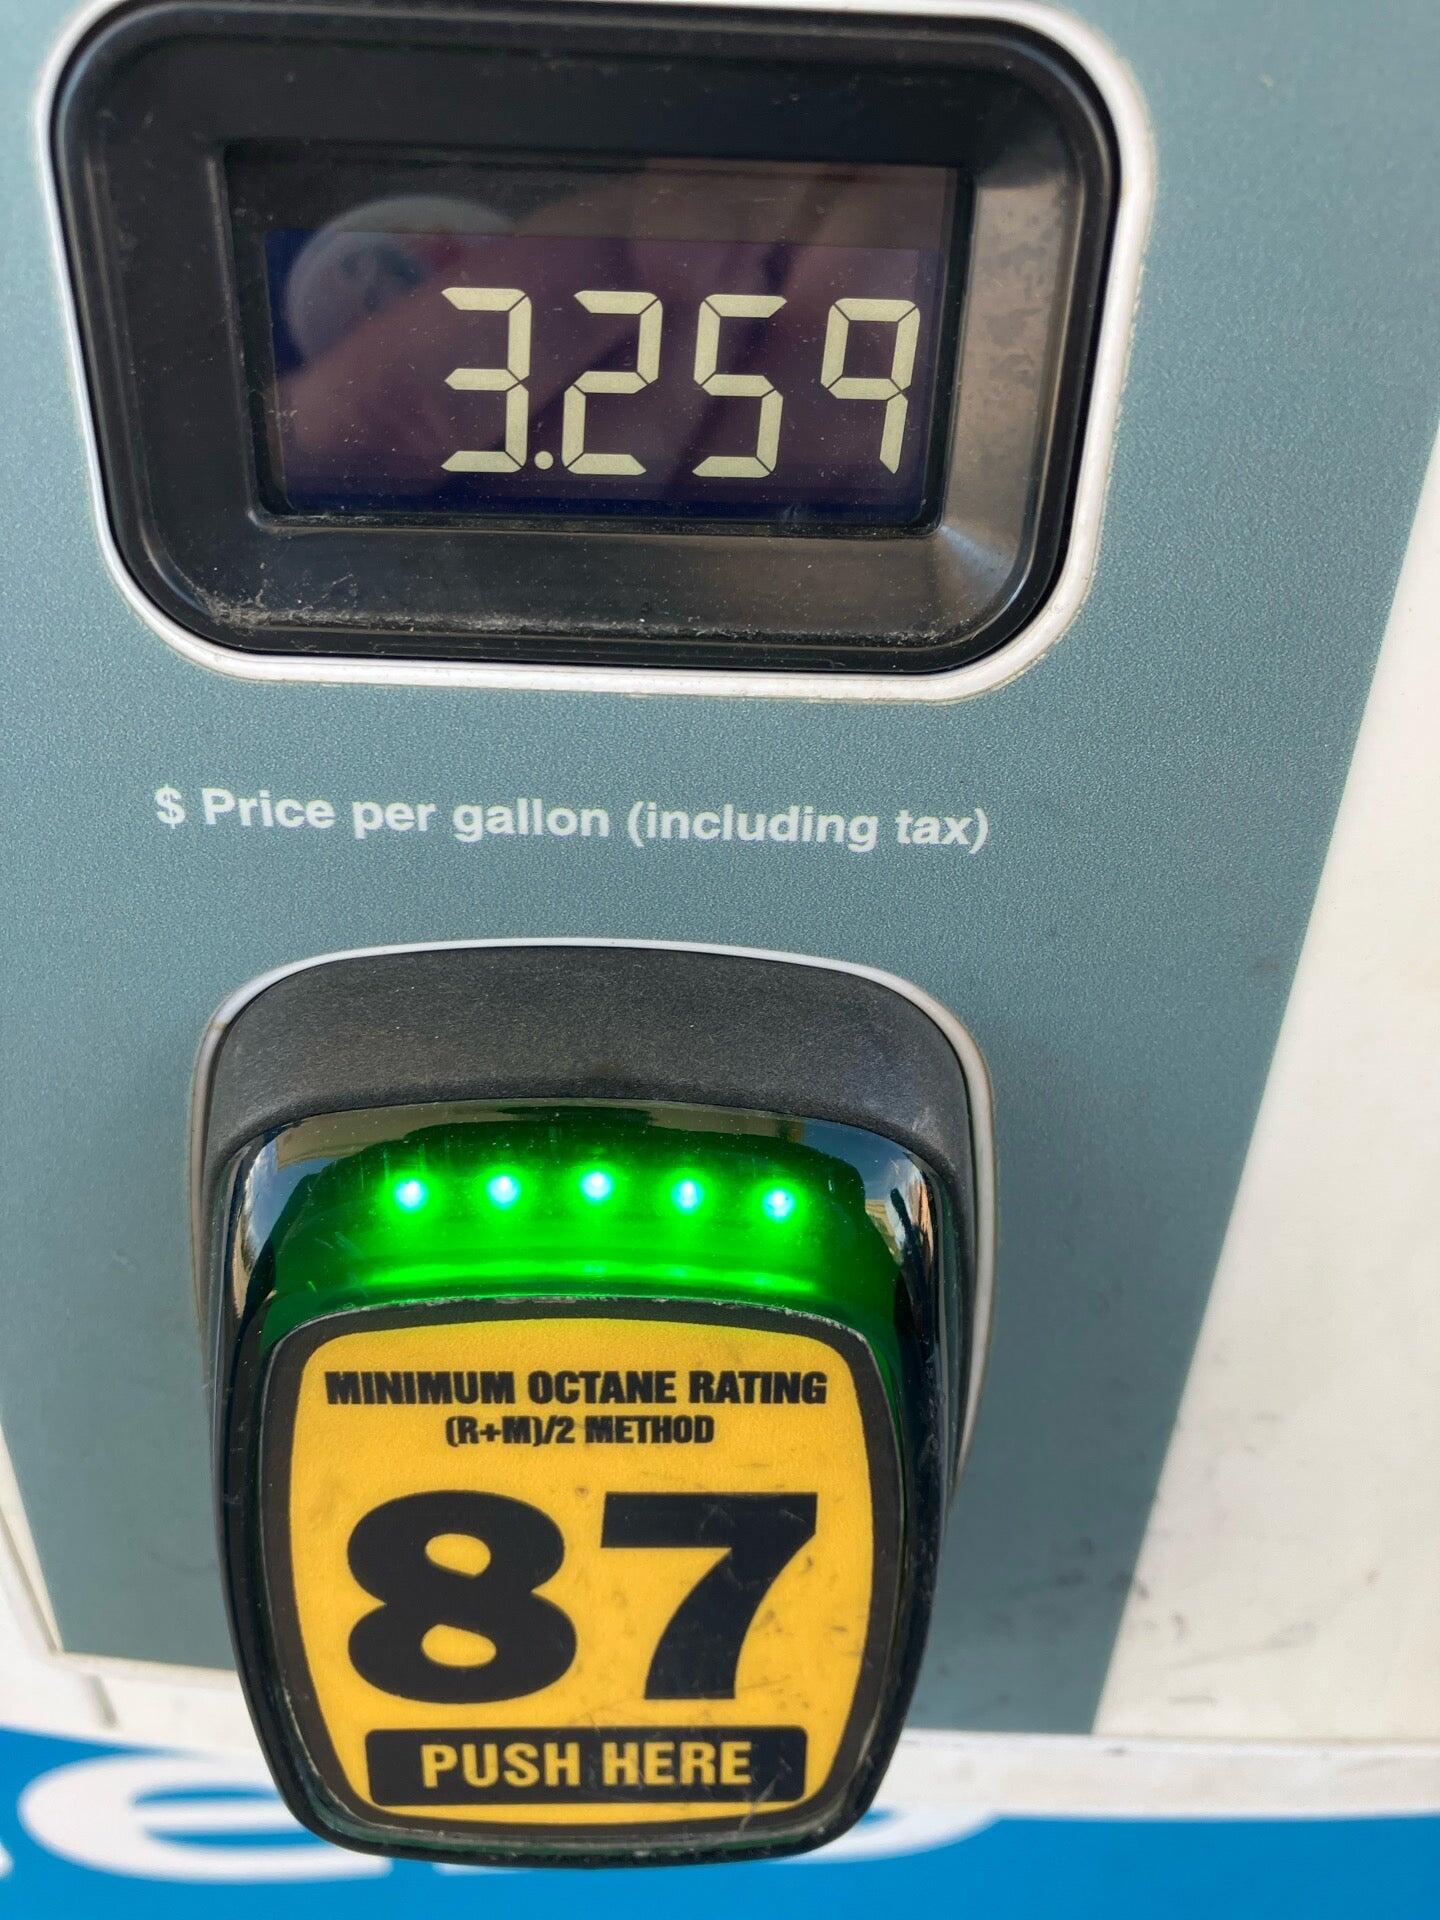 3.259
$ Price per gallon (including tax)
MINIMUM OCTANE RATING
(R+M)/2 METHOD
87
PUSH HERE